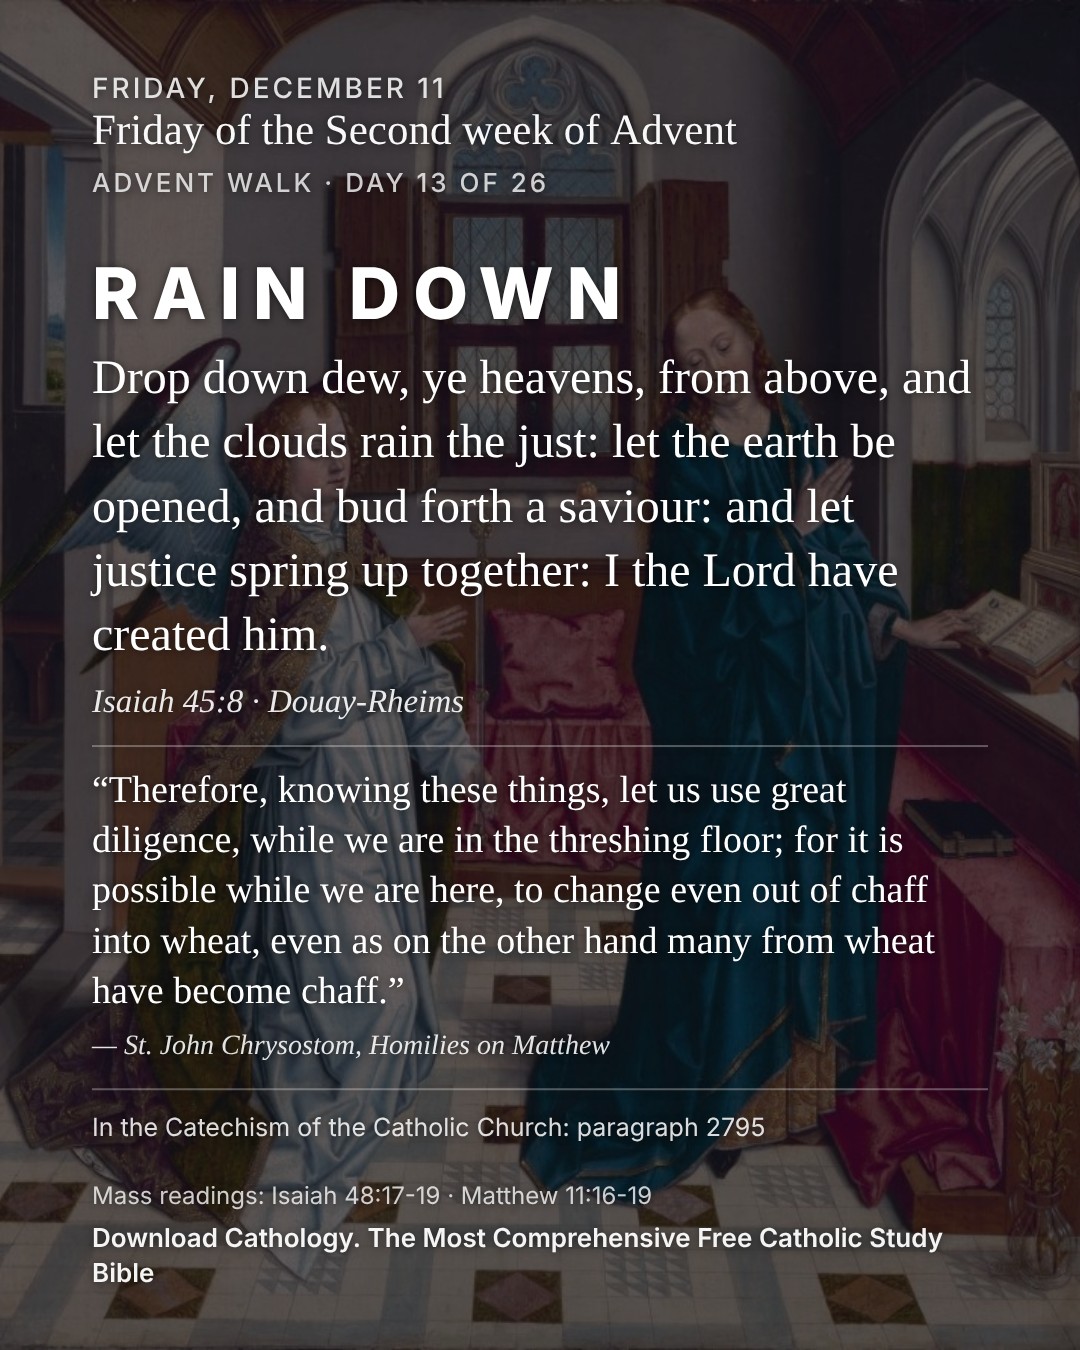 FRIDAY, DECEMBER 11
Friday of the Second week of Advent
ADVENT WALK · DAY 13 OF 26
RAIN DOWN
Drop down dew, ye heavens, from above, and
let the clouds rain the just: let the earth be
opened, and bud forth a saviour: and let
justice spring up together: I the Lord have
created him.
Isaiah 45:8 · Douay-Rheims
“Therefore, knowing these things, let us use great
diligence, while we are in the threshing floor; for it is
possible while we are here, to change even out of chaff
into wheat, even as on the other hand many from wheat
have become chaff.”
— St. John Chrysostom, Homilies on Matthew
In the Catechism of the Catholic Church: paragraph 2795
Mass readings: Isaiah 48:17-19 · Matthew 11:16-19
Download Cathology. The Most Comprehensive Free Catholic Study
Bible